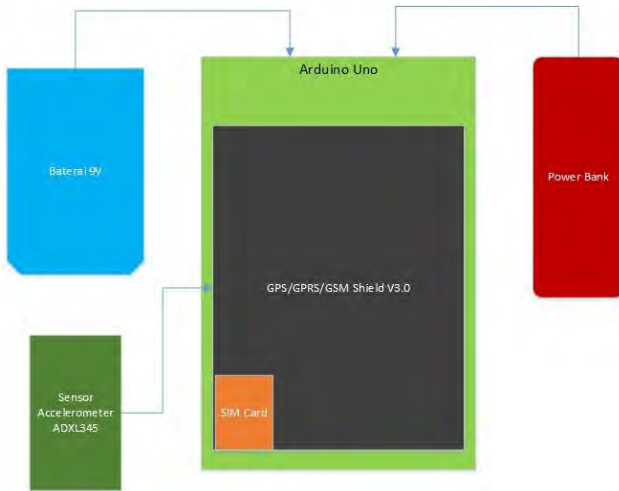 Arduino Uno
Baterai 9V
Power Bank
GPS/GPRS/GSM Shield V3.0
Sensor
Accelerometer
ADXL345
SIM Card